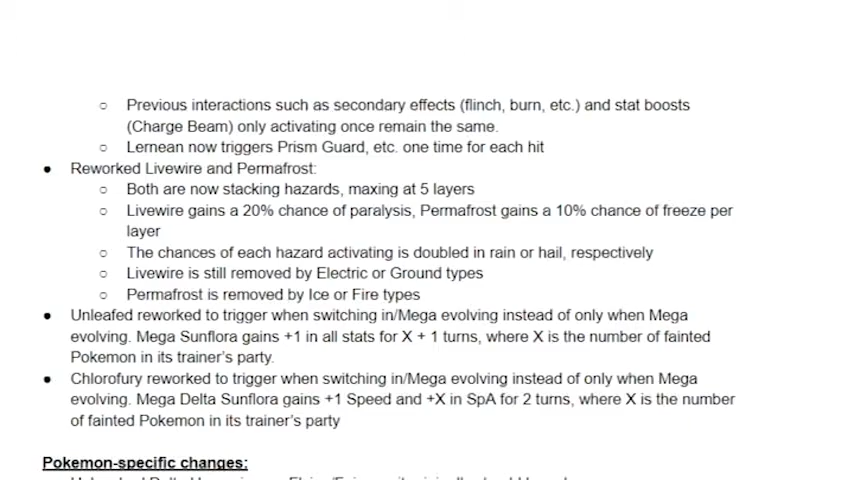 ○ Previous interactions such as secondary effects (flinch, burn, etc.) and stat boosts
(Charge Beam) only activating once remain the same.
○ Lernean now triggers Prism Guard, etc. one time for each hit
● Reworked Livewire and Permafrost:
○ Both are now stacking hazards, maxing at 5 layers
○ Livewire gains a 20% chance of paralysis, Permafrost gains a 10% chance of freeze per
layer
○ The chances of each hazard activating is doubled in rain or hail, respectively
○ Livewire is still removed by Electric or Ground types
○ Permafrost is removed by Ice or Fire types
● Unleafed reworked to trigger when switching in/Mega evolving instead of only when Mega
evolving. Mega Sunflora gains +1 in all stats for X + 1 turns, where X is the number of fainted
Pokemon in its trainer's party.
● Chlorofury reworked to trigger when switching in/Mega evolving instead of only when Mega
evolving. Mega Delta Sunflora gains +1 Speed and +X in SpA for 2 turns, where X is the number
of fainted Pokemon in its trainer's party
Pokemon-specific changes: